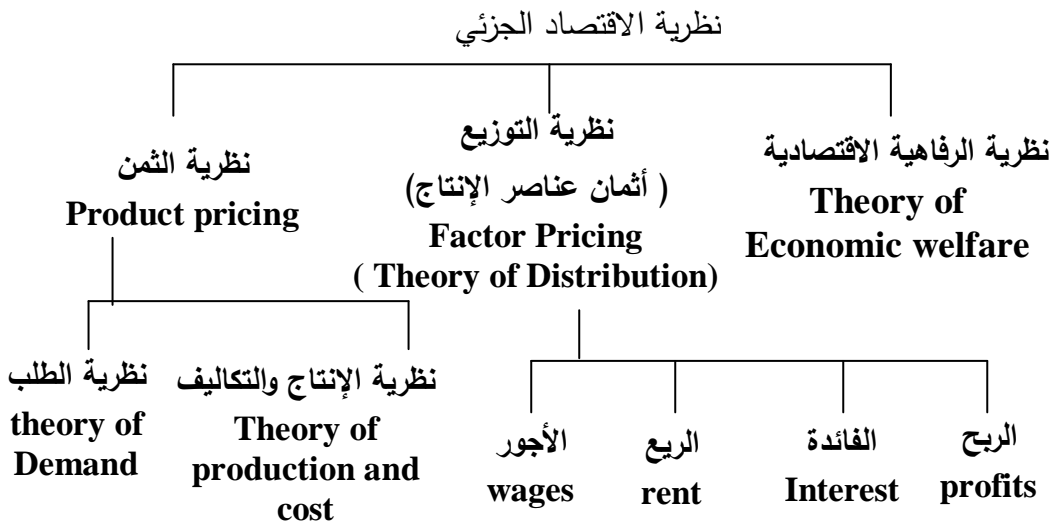 نظرية الاقتصاد الجزئي
نظرية الثمن
Product pricing
نظرية التوزيع
( أثمان عناصر الإنتاج)
Factor Pricing
( Theory of Distribution)
نظرية الرفاهية الاقتصادية
Theory of
Economic welfare
نظرية الطلب
theory of
Demand
نظرية الإنتاج والتكاليف
Theory of
production and
cost
الأجور
wages
الريع
rent
الفائدة
Interest
الربح
profits